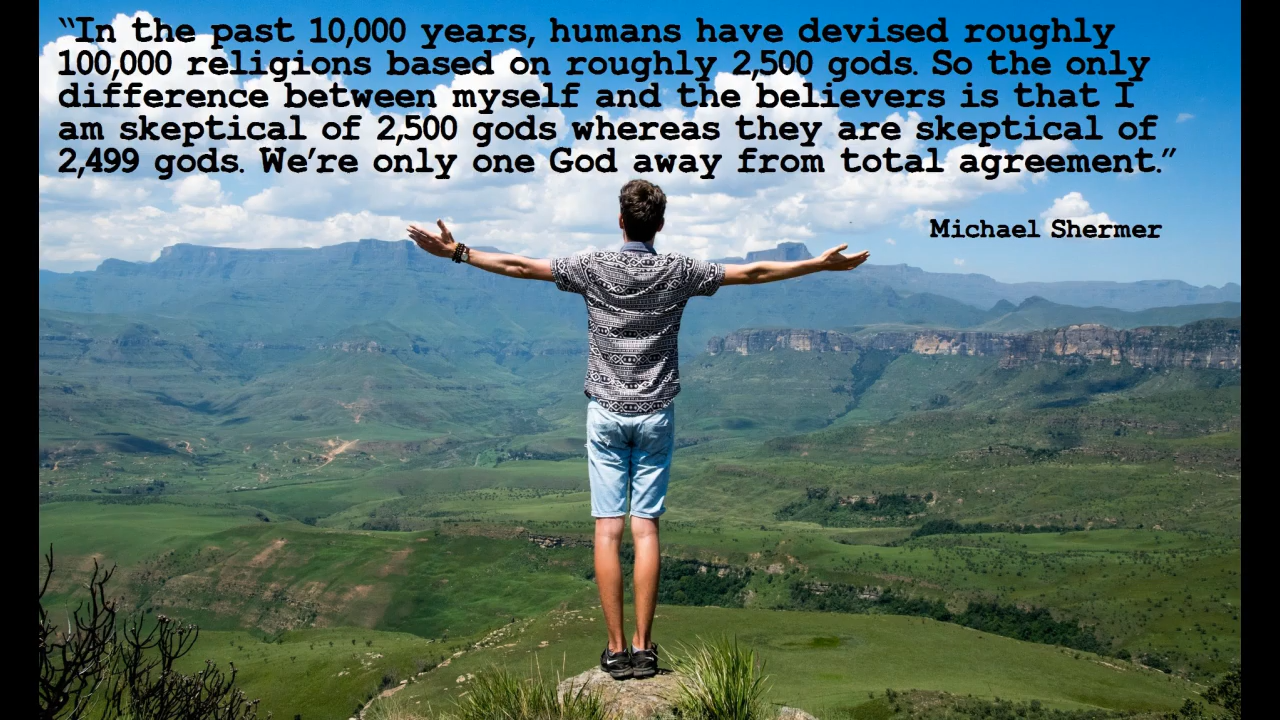 “In the past 10,000 years, humans have devised roughly
100,000 religions based on roughly 2,500 gods. So the only
difference between myself and the believers is that I
am skeptical of 2,500 gods whereas they are skeptical of
2,499 gods. We’re only one God away from total agreement.”
Michael Shermer